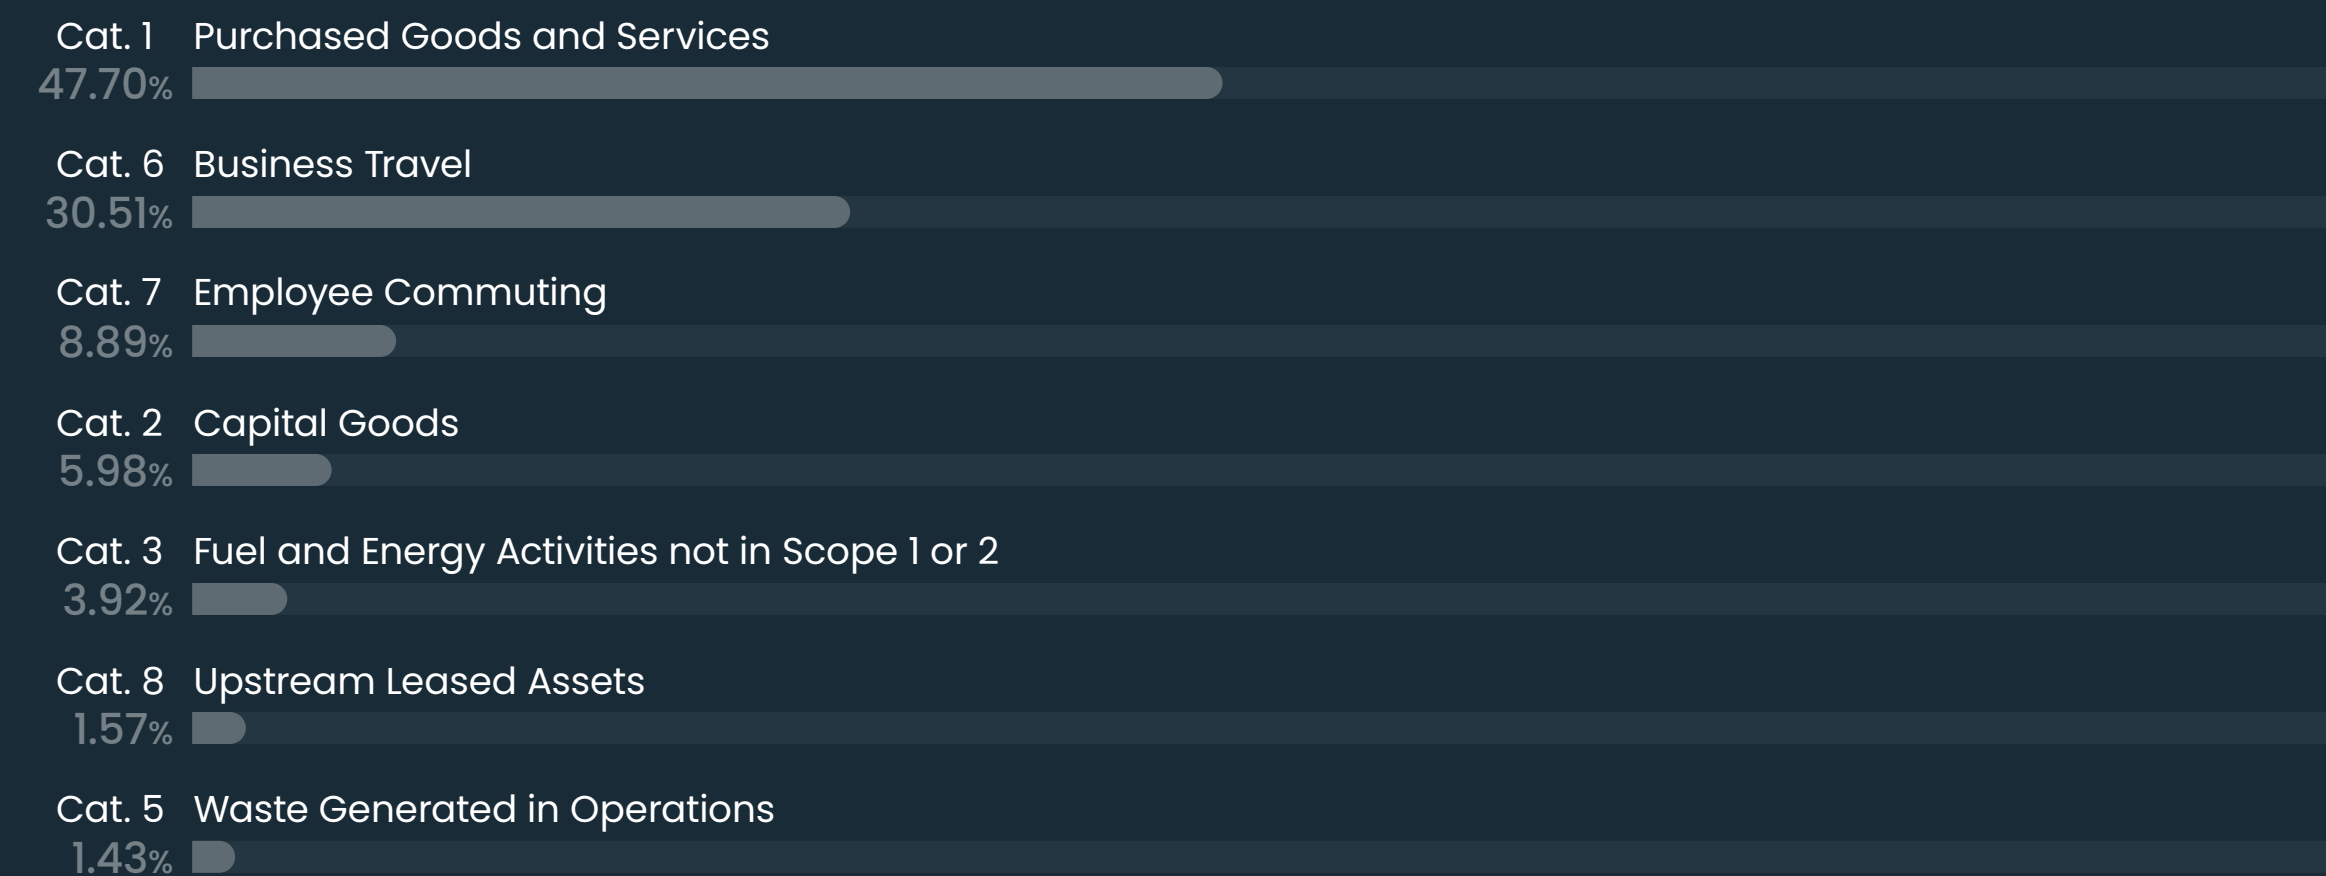 Cat. 1 Purchased Goods and Services
47.70%
Cat. 6 Business Travel
30.51%
Cat. 7 Employee Commuting
8.89%
Cat. 2 Capital Goods
5.98%
Cat. 3 Fuel and Energy Activities not in Scope 1 or 2
3.92%
Cat. 8 Upstream Leased Assets
1.57%
Cat. 5 Waste Generated in Operations
1.43%